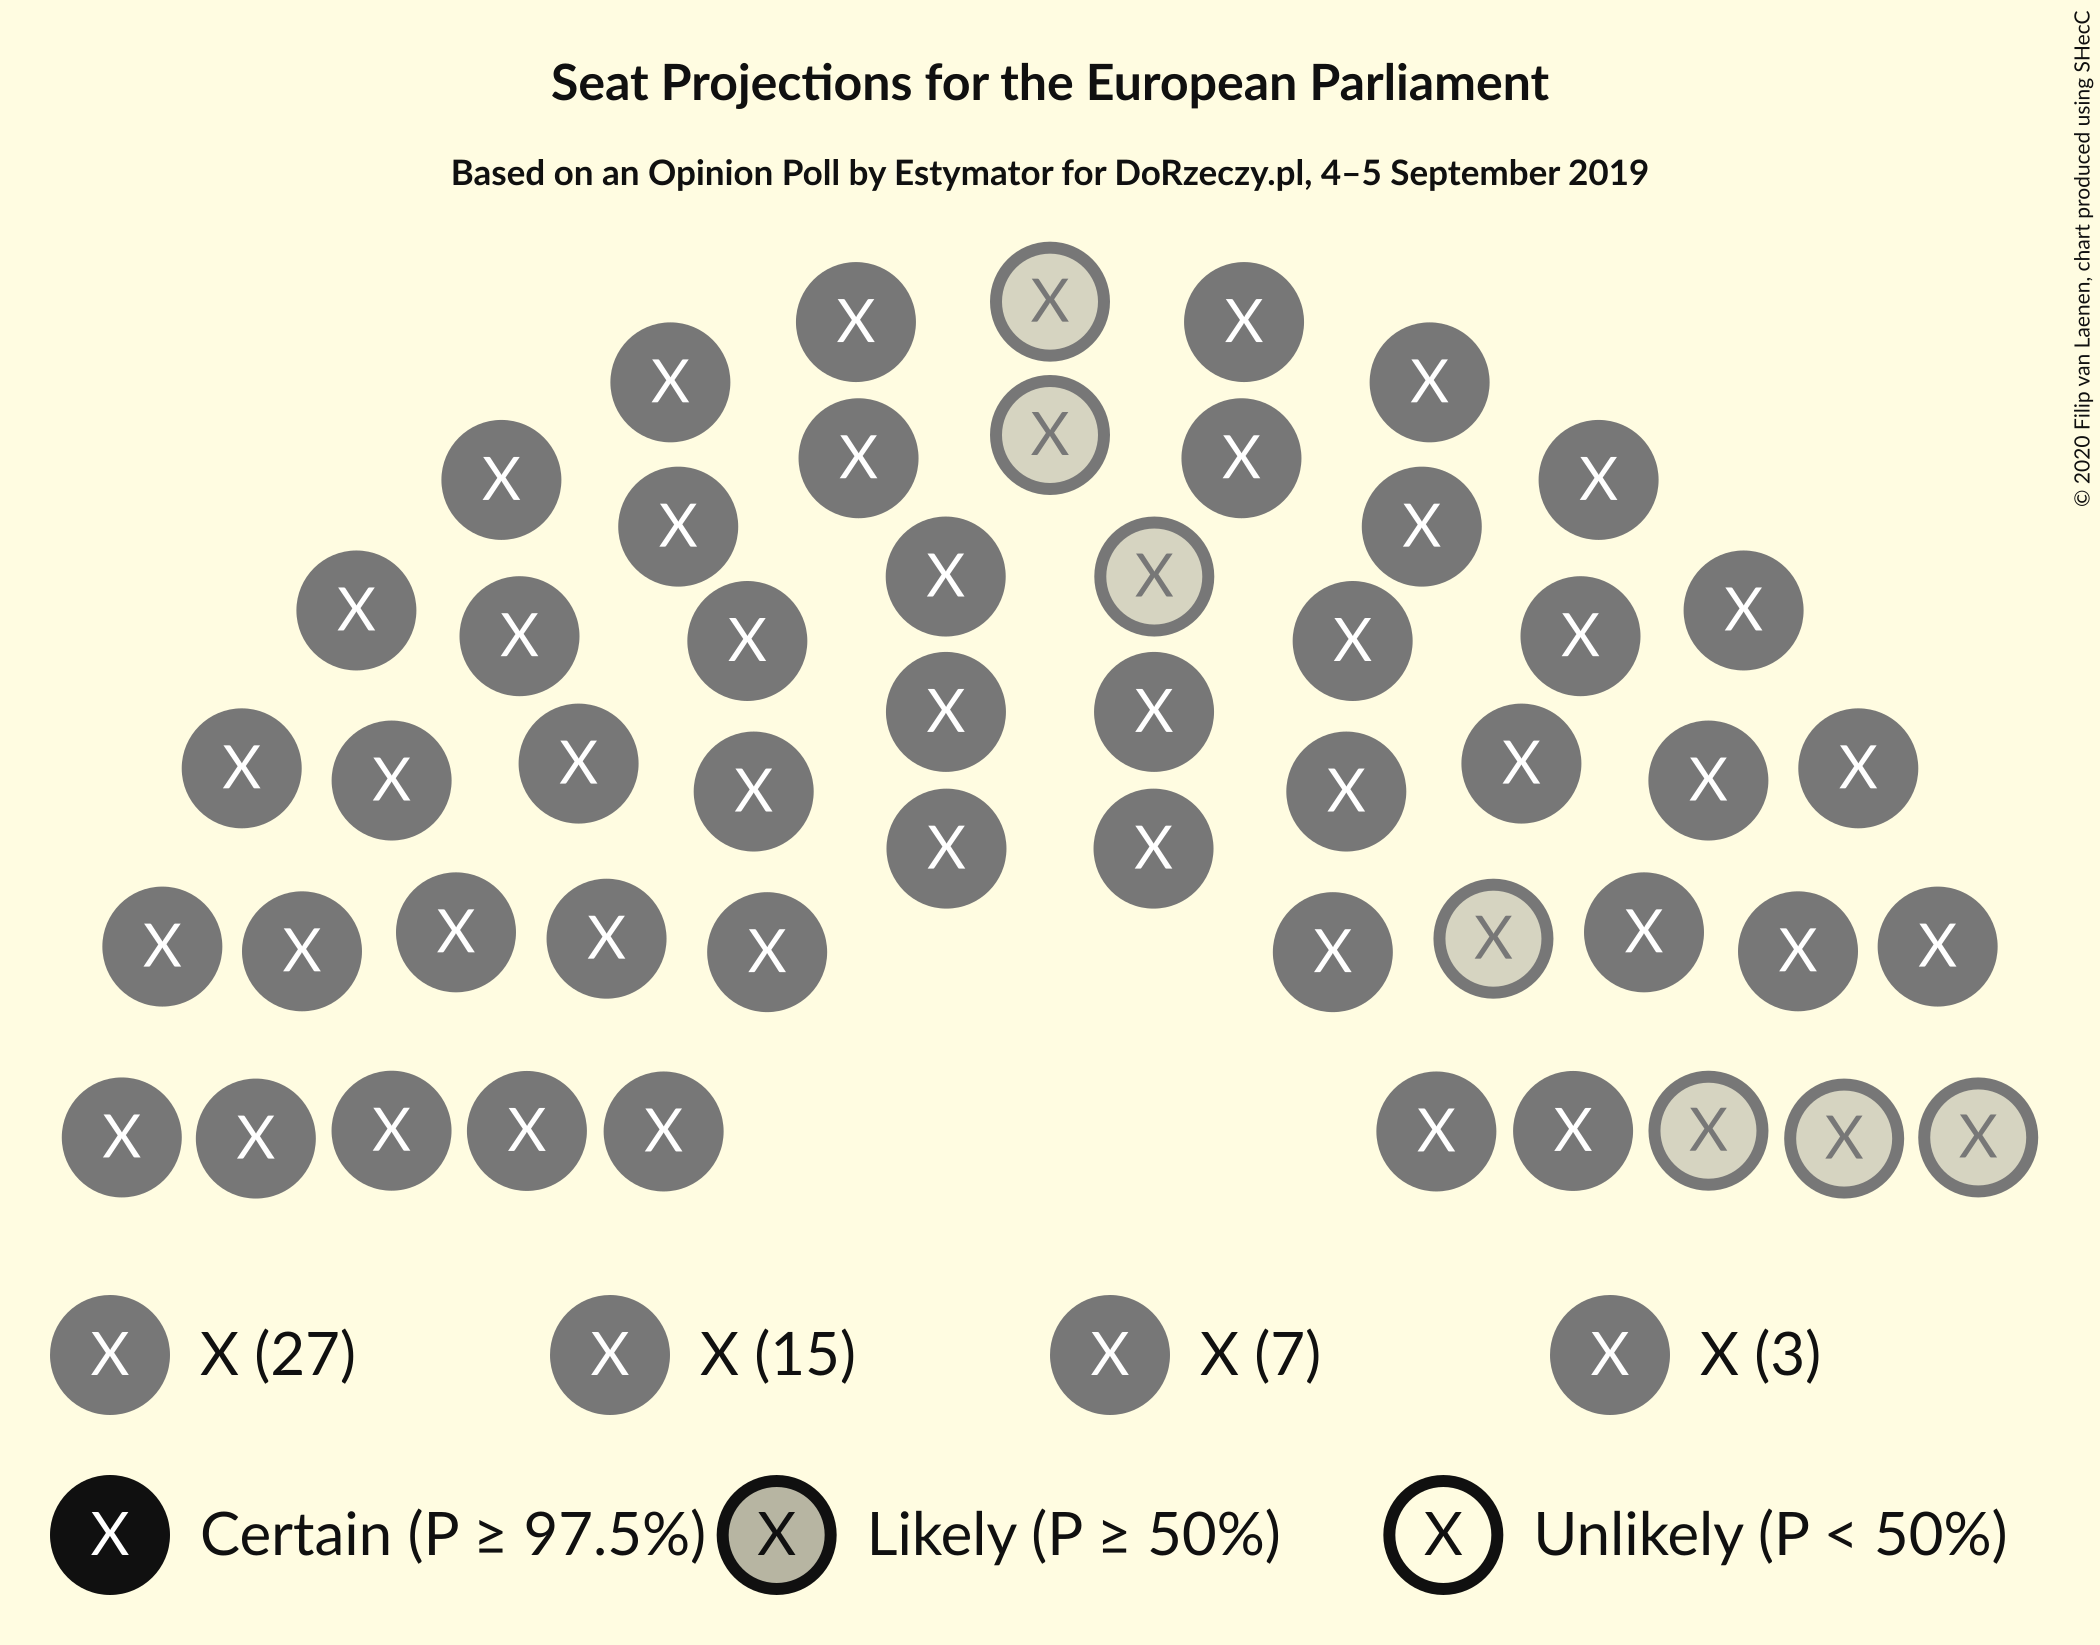 Seat Projections for the European Parliament
Based on an Opinion Poll by Estymator for DoRzeczy.pl, 4–5 September 2019
© 2020 Filip van Laenen, chart produced using SHecC
X X X
X X
X X X
X X
X X
X X
X X X X X X
X X
X X X X X X X X
X X
X X X X X X X X X X
X X X X X X X X X X
X X (27)
X X (15)
X X (7)
X X (3)
X Certain (P ≥ 97.5%)
X Likely (P ≥ 50%)
X Unlikely (P < 50%)